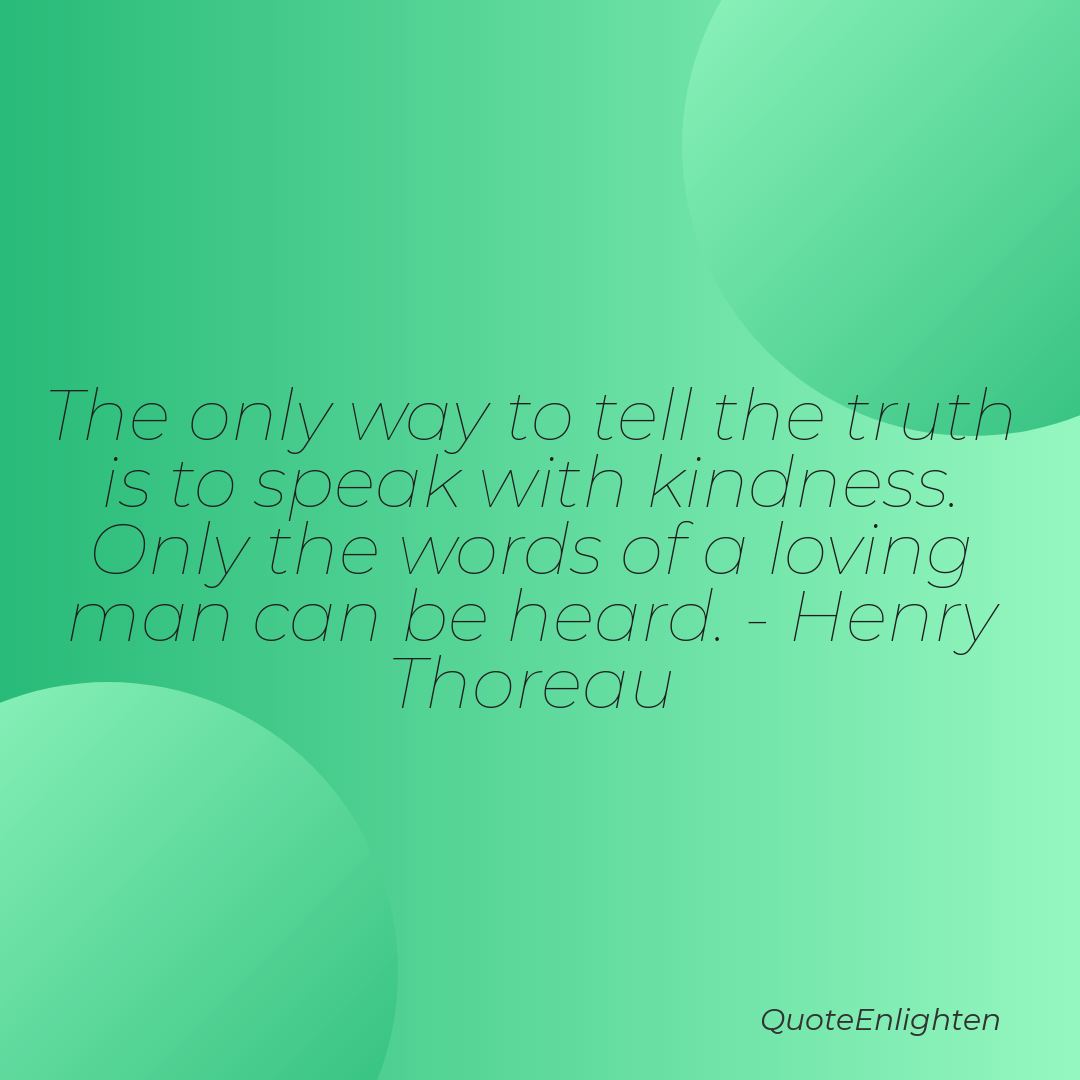 The only way to tell the truth
is to speak with kindness.
Only the words of a loving
man can be heard. - Henry
Thoreau
QuoteEnlighten